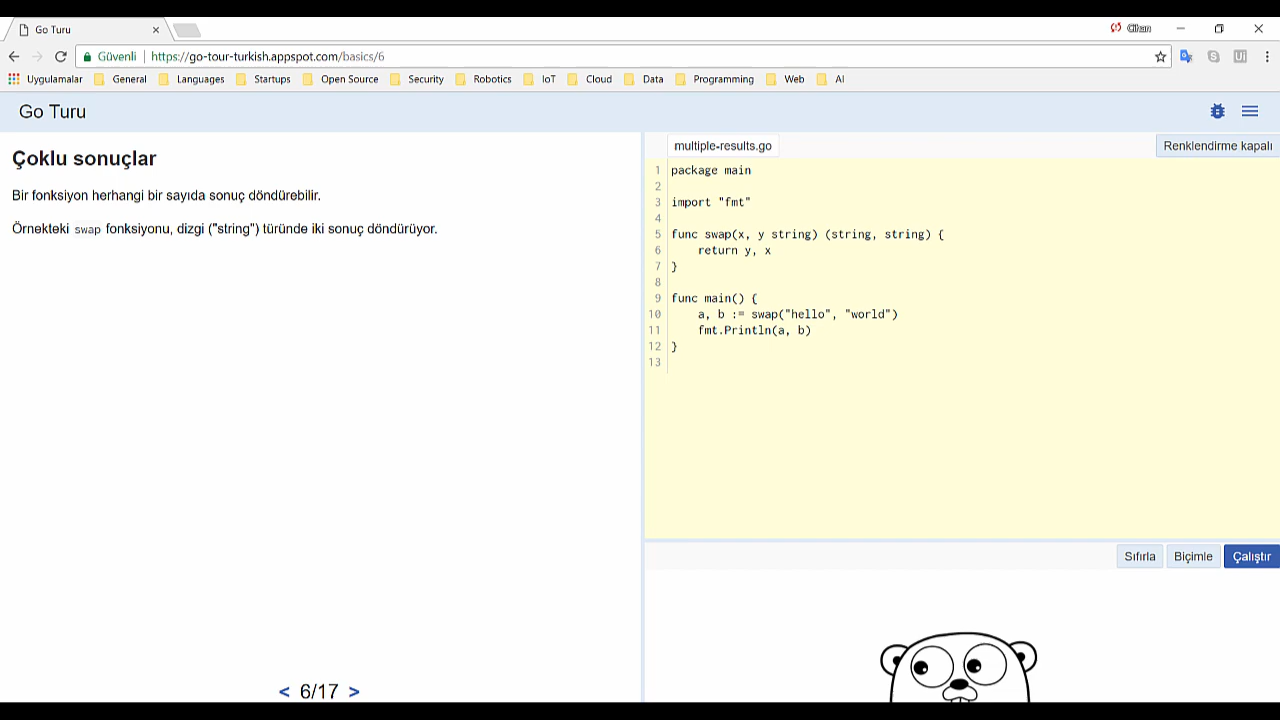 Go Turu
Cihan
Güvenli
https://go-tour-turkish.appspot.com/basics/6
Uygulamalar General Languages Startups Open Source Security Robotics IoT Cloud Data Programming Web AI
Go Turu
Çoklu sonuçlar
Bir fonksiyon herhangi bir sayıda sonuç döndürebilir.
Örnekteki swap fonksiyonu, dizgi ("string") türünde iki sonuç döndürüyor.
< 6/17 >
multiple-results.go
Renklendirme kapalı
1 package main
2
3 import "fmt"
4
5 func swap(x, y string) (string, string) {
6     return y, x
7 }
8
9 func main() {
10     a, b := swap("hello", "world")
11     fmt.Println(a, b)
12 }
13
Sıfırla Biçimle Çalıştır